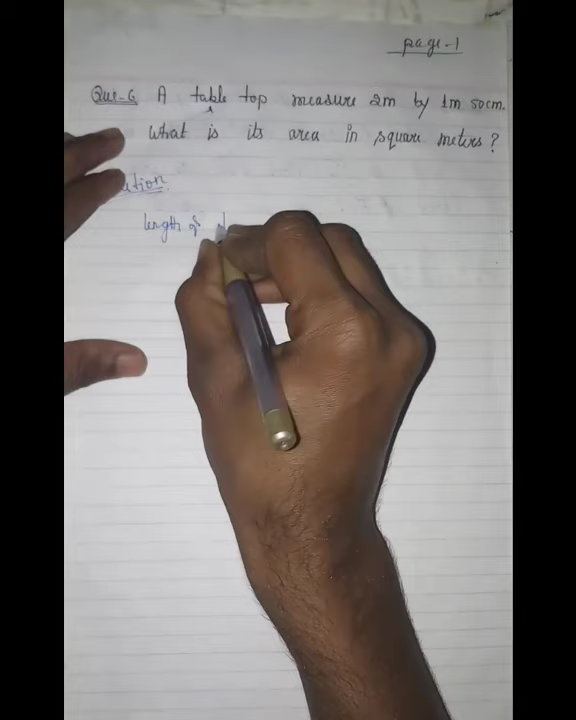 page-1
Que-6 A table top measure 2m by 1m 50cm.
What is its area in square meters?
ution.
length of